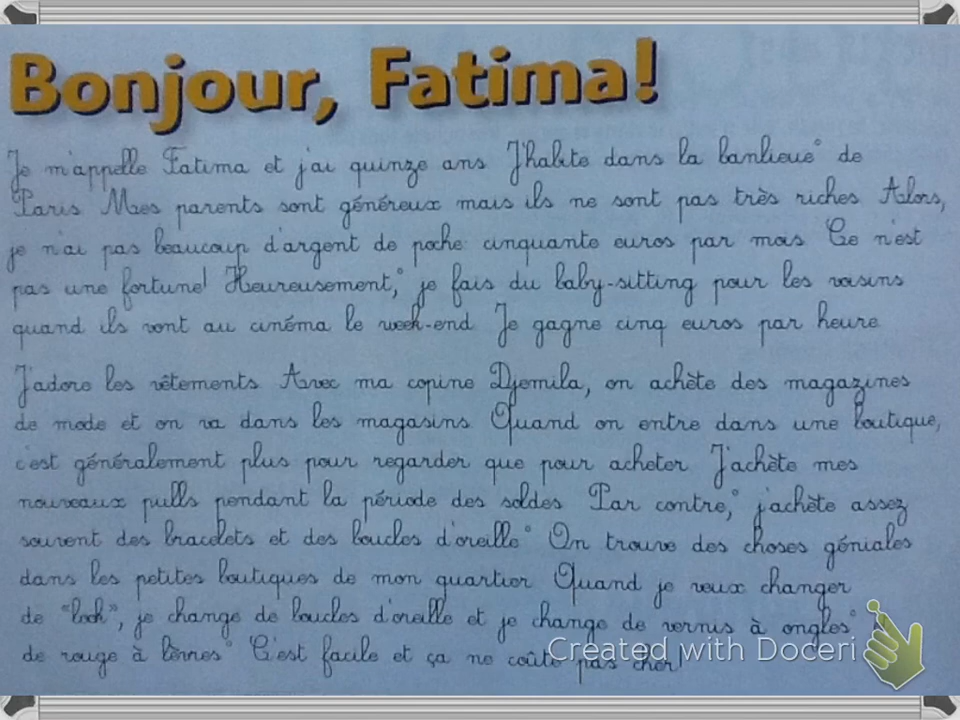 Bonjour, Fatima!
Je m'appelle Fatima et j'ai quinze ans J'habite dans la banlieue° de
Paris Mes parents sont généreux mais ils ne sont pas très riches Alors,
je n'ai pas beaucoup d'argent de poche: cinquante euros par mois Ce n'est
pas une fortune! Heureusement,° je fais du baby-sitting pour les voisins
quand ils vont au cinéma le week-end Je gagne cinq euros par heure
J'adore les vêtements Avec ma copine Djemila, on achète des magazines
de mode et on va dans les magasins Quand on entre dans une boutique,
c'est généralement plus pour regarder que pour acheter J'achète mes
nouveaux pulls pendant la période des soldes Par contre,° j'achète assez
souvent des bracelets et des boucles d'oreille° On trouve des choses géniales
dans les petites boutiques de mon quartier Quand je veux changer
de "look", je change de boucles d'oreille et je change de vernis à ongles°
de rouge à lèvres° C'est facile et ça ne coûte pas cher!
Created with Doceri